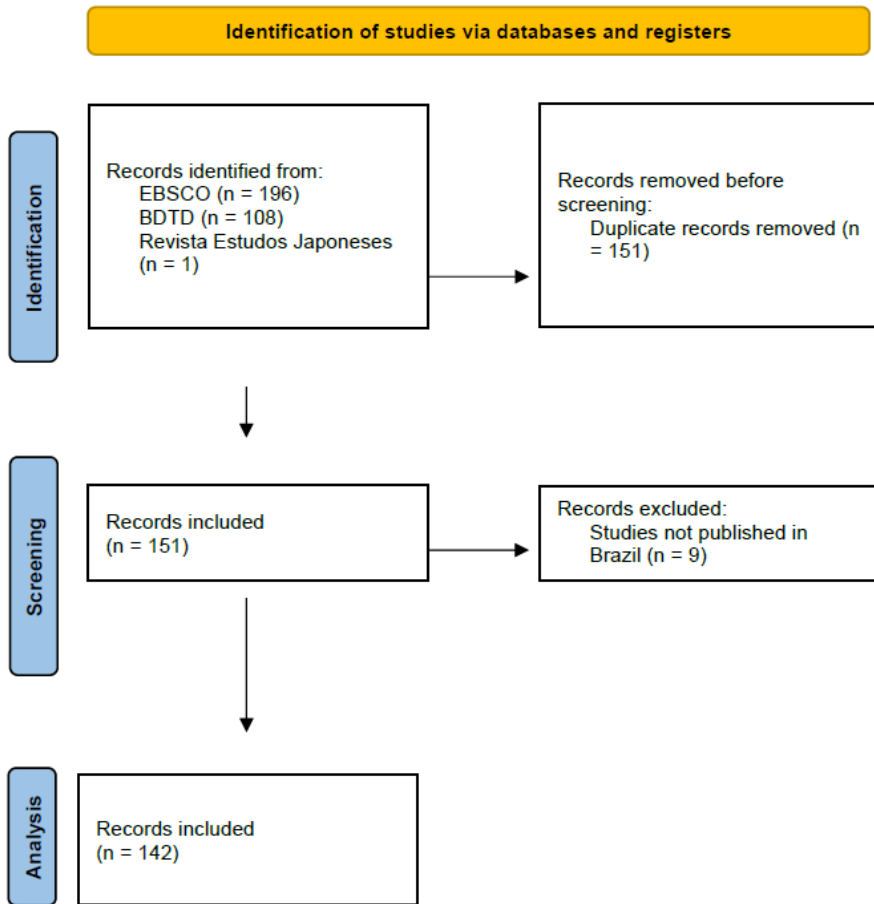 Identification of studies via databases and registers
Identification
Records identified from:
EBSCO (n = 196)
BDTD (n = 108)
Revista Estudos Japoneses
(n = 1)
Records removed before
screening:
Duplicate records removed (n
= 151)
Screening
Records included
(n = 151)
Records excluded:
Studies not published in
Brazil (n = 9)
Analysis
Records included
(n = 142)